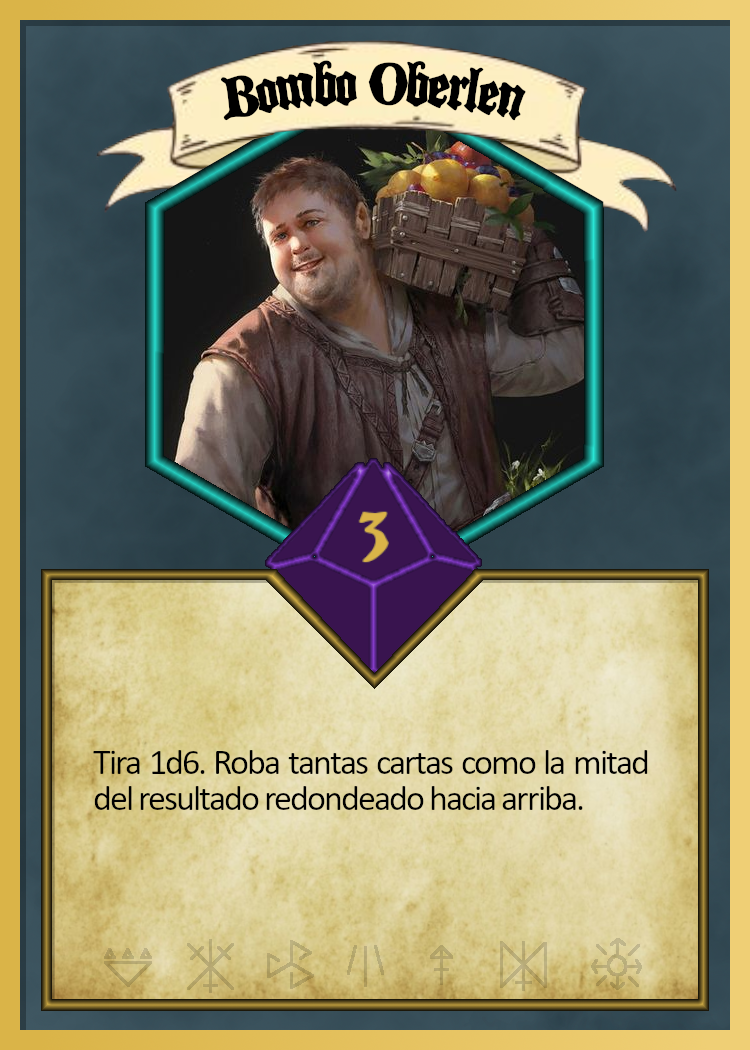 Bombo Oberlen
3
Tira 1d6. Roba tantas cartas como la mitad
del resultado redondeado hacia arriba.